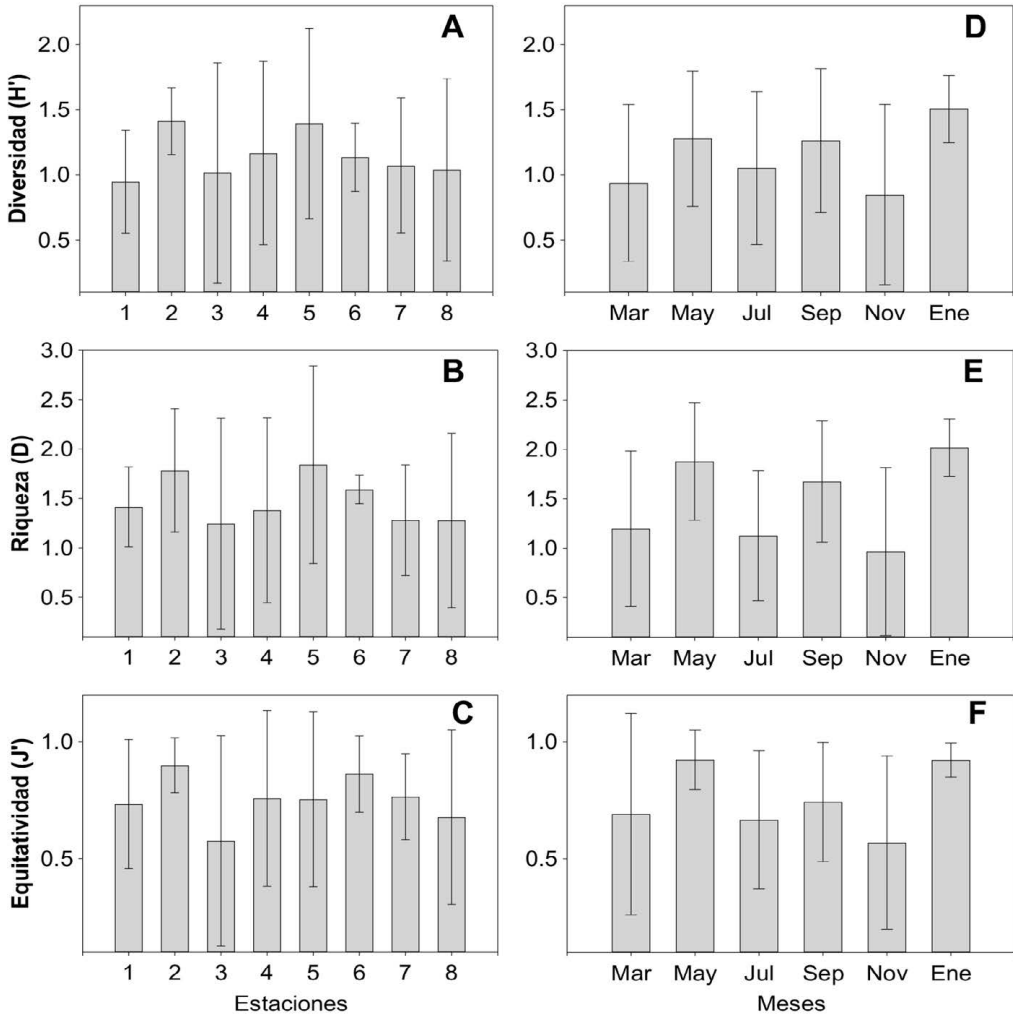 A
Diversidad (H')
2.0
1.5
1.0
0.5
1 2 3 4 5 6 7 8
D
2.0
1.5
1.0
0.5
Mar May Jul Sep Nov Ene
B
Riqueza (D)
3.0
2.5
2.0
1.5
1.0
0.5
1 2 3 4 5 6 7 8
E
3.0
2.5
2.0
1.5
1.0
0.5
Mar May Jul Sep Nov Ene
C
Equitatividad (J')
1.0
0.5
1 2 3 4 5 6 7 8
Estaciones
F
1.0
0.5
Mar May Jul Sep Nov Ene
Meses